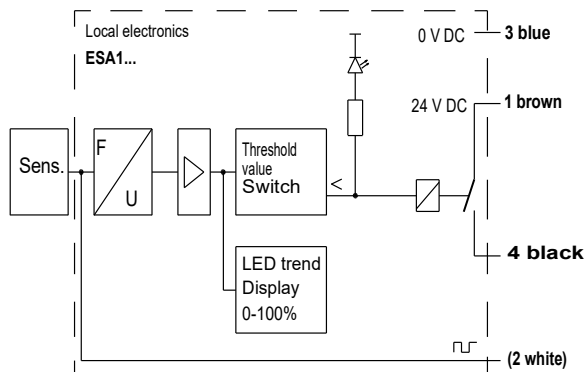 Local electronics
ESA1...
0 V DC
3 blue
24 V DC
1 brown
Sens.
F
U
Threshold
value
Switch
<
LED trend
Display
0-100%
4 black
(2 white)